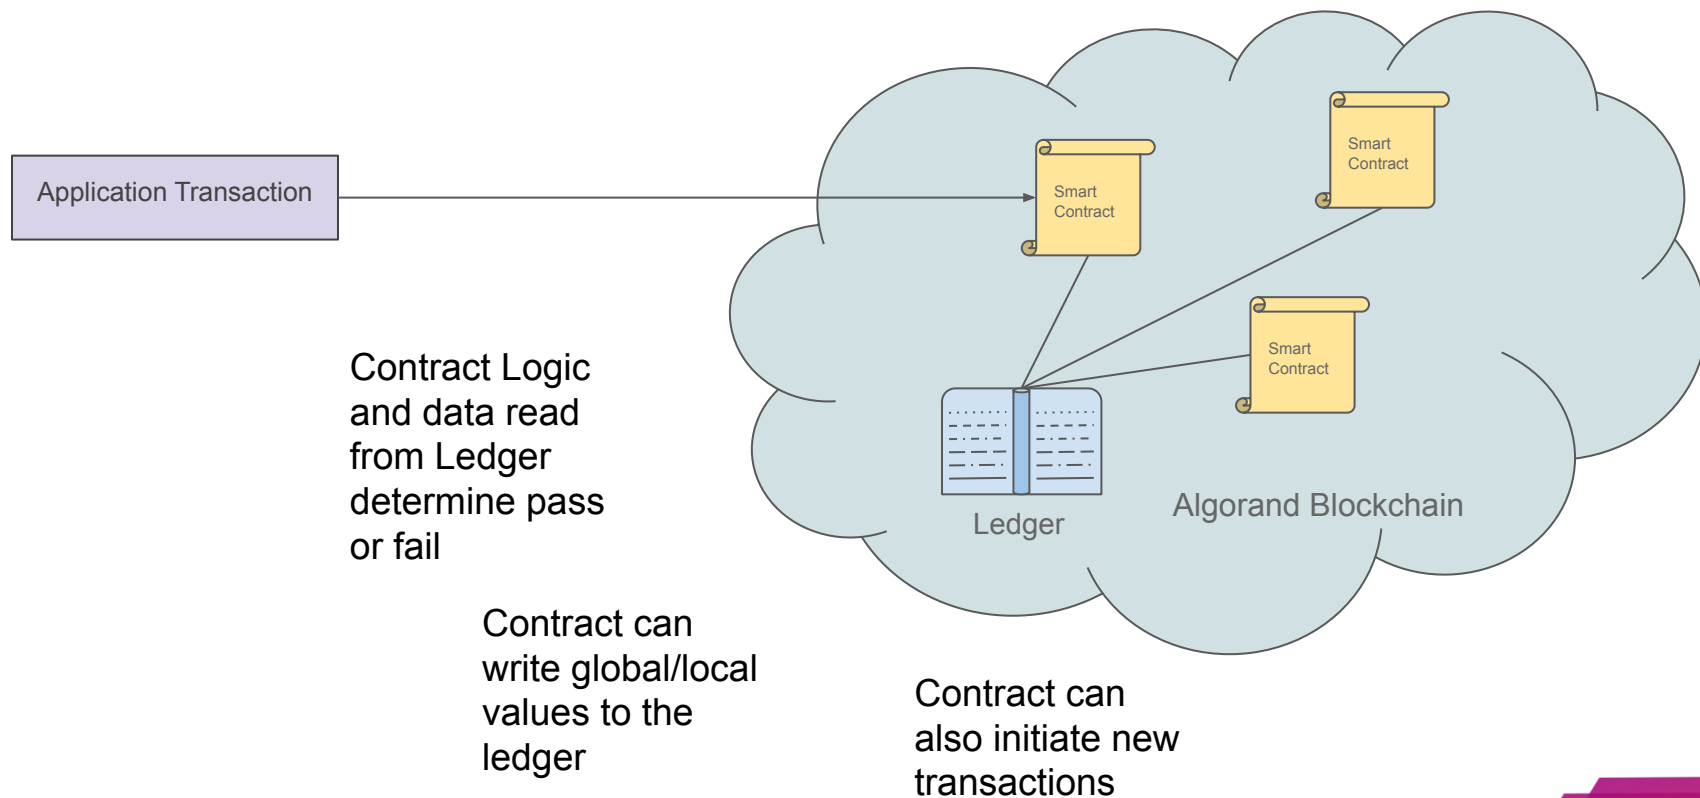 Application Transaction
Smart
Contract
Smart
Contract
Smart
Contract
Ledger
Algorand Blockchain
Contract Logic
and data read
from Ledger
determine pass
or fail
Contract can
write global/local
values to the
ledger
Contract can
also initiate new
transactions